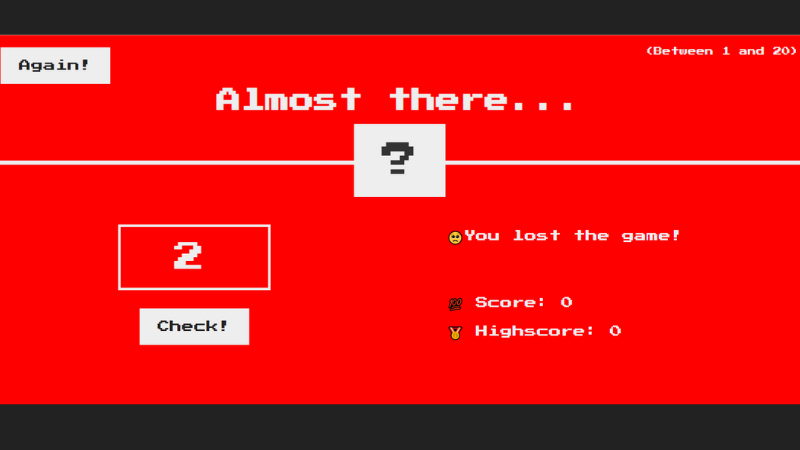 Again!
(Between 1 and 20)
Almost there...
?
2
You lost the game!
Check!
Score: 0
Highscore: 0